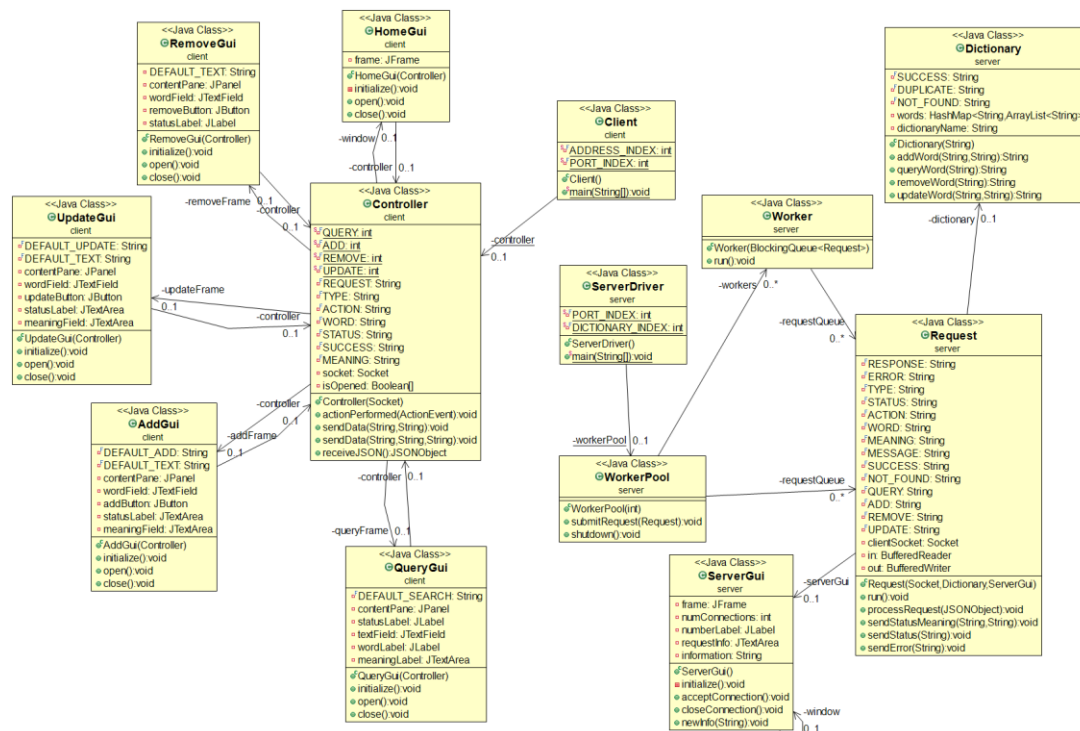 <<Java Class>>
RemoveGui
client
DEFAULT_TEXT: String
contentPane: JPanel
wordField: JTextField
removeButton: JButton
statusLabel: JLabel
RemoveGui(Controller)
initialize():void
open():void
close():void
<<Java Class>>
HomeGui
client
frame: JFrame
HomeGui(Controller)
initialize():void
open():void
close():void
<<Java Class>>
Dictionary
server
SUCCESS: String
DUPLICATE: String
NOT_FOUND: String
words: HashMap<String,ArrayList<String>
dictionaryName: String
Dictionary(String)
addWord(String,String):String
queryWord(String):String
removeWord(String):String
updateWord(String,String):String
<<Java Class>>
Client
client
ADDRESS_INDEX: int
PORT_INDEX: int
Client()
main(String[]):void
-window
0..1
-controller
0..1
-removeFrame
0..1
-controller
0..1
<<Java Class>>
UpdateGui
client
DEFAULT_UPDATE: String
DEFAULT_TEXT: String
contentPane: JPanel
wordField: JTextField
updateButton: JButton
statusLabel: JTextArea
meaningField: JTextArea
UpdateGui(Controller)
initialize():void
open():void
close():void
<<Java Class>>
Controller
client
QUERY: int
ADD: int
REMOVE: int
UPDATE: int
REQUEST: String
TYPE: String
ACTION: String
WORD: String
STATUS: String
SUCCESS: String
MEANING: String
socket: Socket
isOpened: Boolean[]
Controller(Socket)
actionPerformed(ActionEvent):void
sendData(String,String):void
sendData(String,String,String):void
receiveJSON():JSONObject
-controller
0..1
<<Java Class>>
Worker
server
Worker(BlockingQueue<Request>)
run():void
-dictionary
0..1
-updateFrame
0..1
-controller
0..1
<<Java Class>>
ServerDriver
server
PORT_INDEX: int
DICTIONARY_INDEX: int
ServerDriver()
main(String[]):void
-workers
0..*
-requestQueue
0..*
<<Java Class>>
Request
server
RESPONSE: String
ERROR: String
TYPE: String
STATUS: String
ACTION: String
WORD: String
MEANING: String
MESSAGE: String
SUCCESS: String
NOT_FOUND: String
QUERY: String
ADD: String
REMOVE: String
UPDATE: String
clientSocket: Socket
in: BufferedReader
out: BufferedWriter
Request(Socket,Dictionary,ServerGui)
run():void
processRequest(JSONObject):void
sendStatusMeaning(String,String):void
sendStatus(String):void
sendError(String):void
<<Java Class>>
AddGui
client
DEFAULT_ADD: String
DEFAULT_TEXT: String
contentPane: JPanel
wordField: JTextField
addButton: JButton
statusLabel: JTextArea
meaningField: JTextArea
AddGui(Controller)
initialize():void
open():void
close():void
-controller
0..1
-addFrame
0..1
-workerPool
0..1
<<Java Class>>
WorkerPool
server
WorkerPool(int)
submitRequest(Request):void
shutdown():void
-requestQueue
0..*
-controller
0..1
-queryFrame
0..1
<<Java Class>>
QueryGui
client
DEFAULT_SEARCH: String
contentPane: JPanel
statusLabel: JLabel
textField: JTextField
wordLabel: JLabel
meaningLabel: JTextArea
QueryGui(Controller)
initialize():void
open():void
close():void
<<Java Class>>
ServerGui
server
frame: JFrame
numConnections: int
numberLabel: JLabel
requestInfo: JTextArea
information: String
ServerGui()
initialize():void
acceptConnection():void
closeConnection():void
newInfo(String):void
-serverGui
0..1
-window
0..1